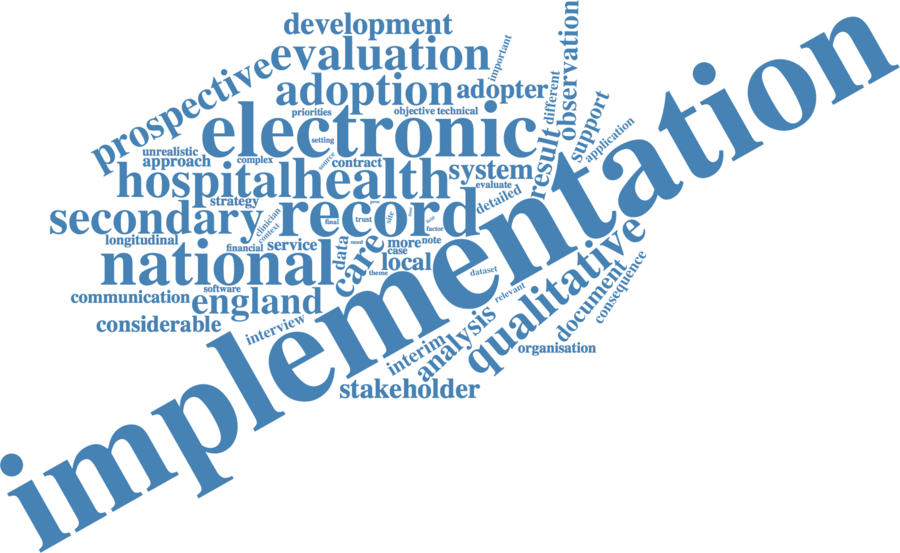 development
important
observation
evaluation
prospective
adoption
adopter
different
priorities
objective
technical
support
electronic
setting
result
application
unrealistic
approach
complex
source
contract
system
hospital
health
evaluate
detailed
strategy
secondary
clinician
context
record
final
trust
site
factor
longitudinal
financial
service
data
need
more
note
case
national
care
theme
local
dataset
implementation
qualitative
software
communication
england
relevant
document
consequence
considerable
interview
interim
analysis
organisation
stakeholder